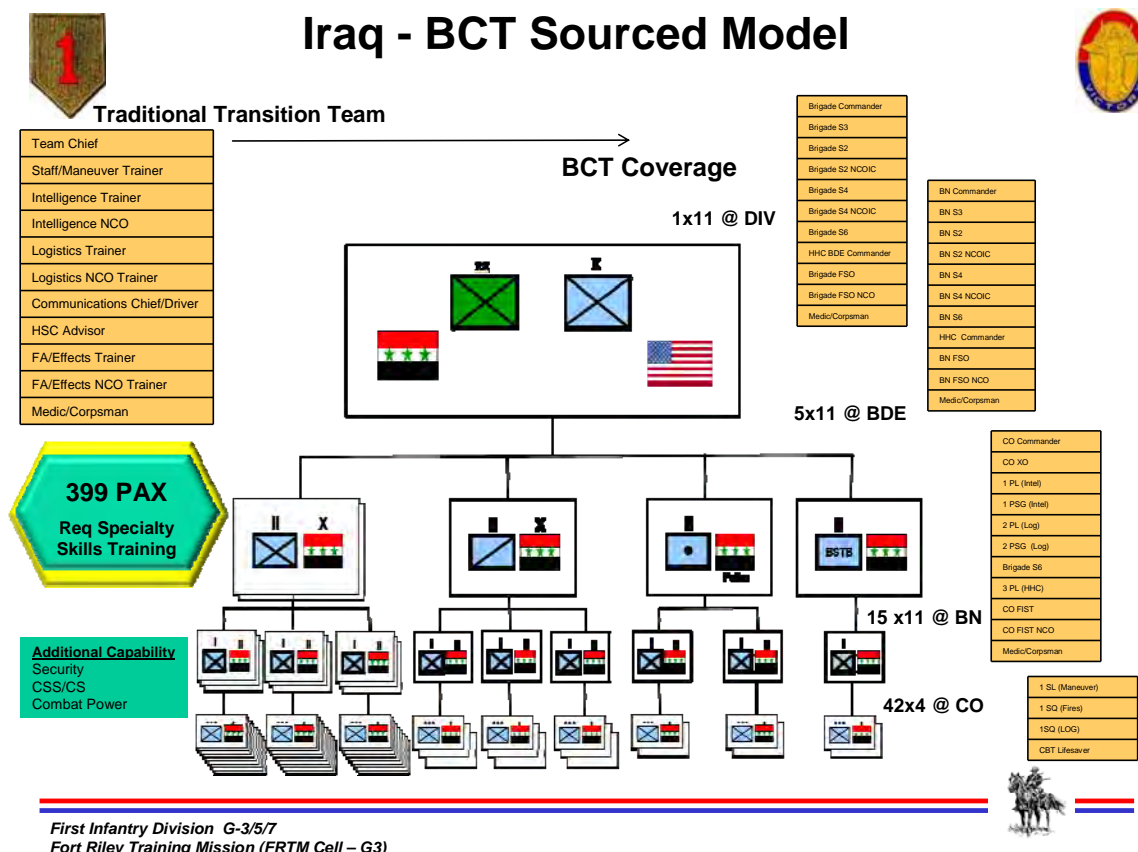 Iraq - BCT Sourced Model
1
VICTORY
Traditional Transition Team
BCT Coverage
Team Chief
Staff/Maneuver Trainer
Intelligence Trainer
Intelligence NCO
Logistics Trainer
Logistics NCO Trainer
Communications Chief/Driver
HSC Advisor
FA/Effects Trainer
FA/Effects NCO Trainer
Medic/Corpsman
399 PAX
Req Specialty
Skills Training
Additional Capability
Security
CSS/CS
Combat Power
1x11 @ DIV
Brigade Commander
Brigade S3
Brigade S2
Brigade S2 NCOIC
Brigade S4
Brigade S4 NCOIC
Brigade S6
HHC BDE Commander
Brigade FSO
Brigade FSO NCO
Medic/Corpsman
XX
X
5x11 @ BDE
BN Commander
BN S3
BN S2
BN S2 NCOIC
BN S4
BN S4 NCOIC
BN S6
HHC Commander
BN FSO
BN FSO NCO
Medic/Corpsman
II X
II X
II
Police
II
BSTB
15 x11 @ BN
CO Commander
CO XO
1 PL (Intel)
1 PSG (Intel)
2 PL (Log)
2 PSG (Log)
Brigade S6
3 PL (HHC)
CO FIST
CO FIST NCO
Medic/Corpsman
42x4 @ CO
1 SL (Maneuver)
1 SQ (Fires)
1SQ (LOG)
CBT Lifesaver
First Infantry Division G-3/5/7
Fort Riley Training Mission (FRTM Cell – G3)